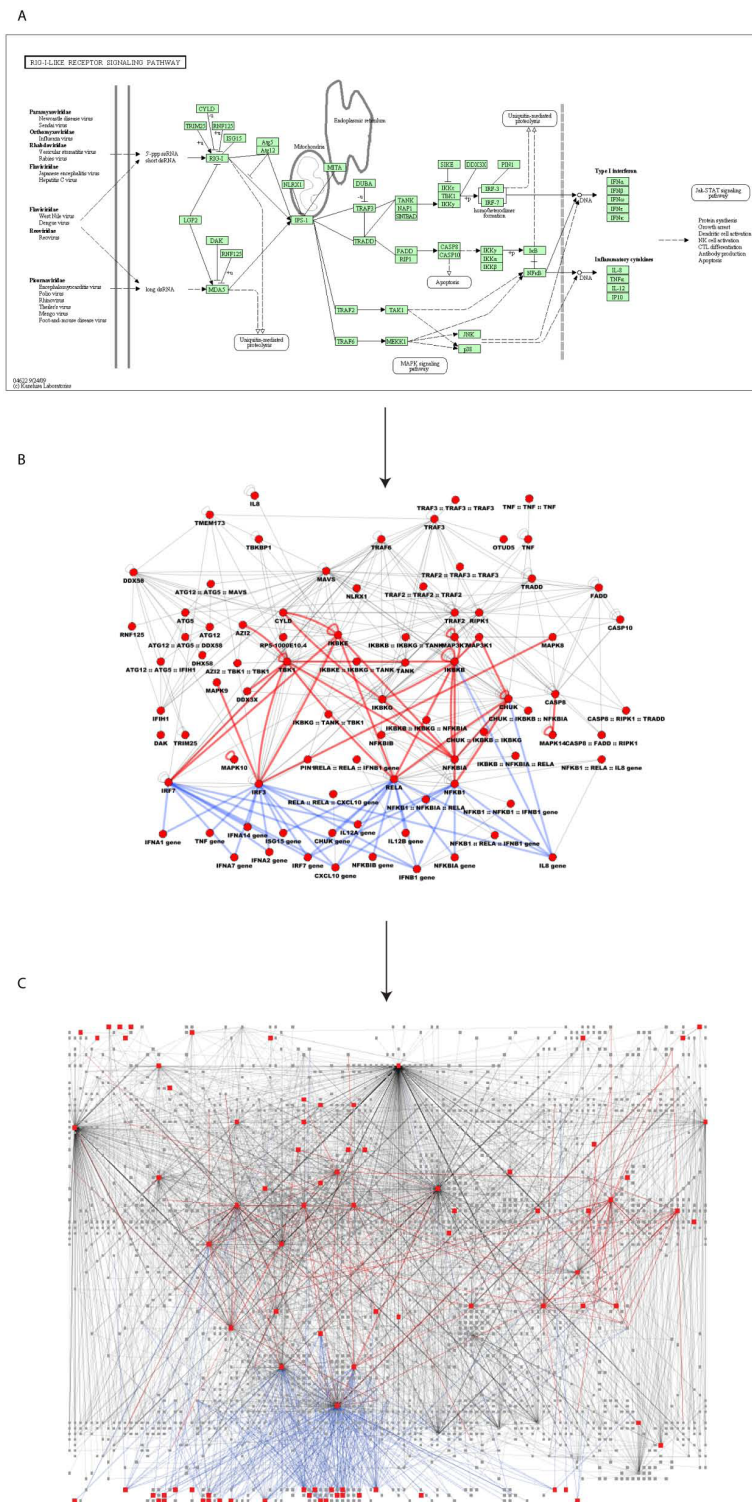 A
RIG-I-LIKE RECEPTOR SIGNALING PATHWAY
Paramyxoviridae
Newcastle disease virus
Sendai virus
Orthomyxoviridae
Influenza virus
Rhabdoviridae
Vesicular stomatitis virus
Rabies virus
Flaviviridae
Japanese encephalitis virus
Hepatitis C virus
Flaviviridae
West Nile virus
Dengue virus
Reoviridae
Reovirus
Picornaviridae
Encephalomyocarditis virus
Polio virus
Rhinovirus
Theiler's virus
Mengo virus
Foot-and-mouse disease virus
5'-ppp ssRNA
short dsRNA
long dsRNA
CYLD
TRIM25
RNF125
ISG15
RIG-I
Atg5
Atg12
LGP2
DAK
RNF125
MDA5
Ubiquitin-mediated
proteolysis
Mitochondria
Endoplasmic reticulum
NLRX1
MITA
IPS-1
DUBA
TRAF3
TRADD
TANK
NAP1
SINTBAD
FADD
RIP1
SIKE
DDX3X
PIN1
IKKε
TBK1
IKKγ
IRF-3
IRF-7
homo/heterodimer
formation
Ubiquitin-mediated
proteolysis
CASP8
CASP10
Apoptosis
IKKγ
IKKα
IKKβ
IκB
NFκB
TRAF2
TAK1
TRAF6
MEKK1
JNK
p38
MAPK signaling
pathway
DNA
DNA
Type I interferons
IFNα
IFNβ
IFNω
IFNκ
IFNε
Inflammatory cytokines
IL-8
TNFα
IL-12
IP10
Jak-STAT signaling
pathway
Protein synthesis
Growth arrest
Dendritic cell activation
NK cell activation
CTL differentiation
Antibody production
Apoptosis
04622 9/24/09
(c) Kanehisa Laboratories
B
IL8
TRAF3 :: TRAF3 :: TRAF3
TNF :: TNF :: TNF
TMEM173
TRAF3
TBKBP1
TRAF6
OTUD5
TNF
DDX58
MAVS
TRAF2 :: TRAF3 :: TRAF3
TRADD
FADD
ATG12 :: ATG5 :: MAVS
NLRX1
TRAF2 :: TRAF2 :: TRAF2
RNF125
ATG5
ATG12
AZI2
CYLD
TRAF2
RIPK1
CASP10
ATG12 :: ATG5 :: DDX58
RP5-1000E10.4
IKBKE
IKBKB :: IKBKG :: TANK
MAP3K7
MAP3K1
MAPK8
DHX58
ATG12 :: ATG5 :: IFIH1
AZI2 :: TBK1 :: TBK1
TBK1
IKBKE :: IKBKG :: TANK
TANK
IKBKB
MAPK9
DDX3X
IKBKG
CHUK
CASP8
IFIH1
IKBKG :: TANK :: TBK1
IKBKB :: IKBKG :: NFKBIA
CHUK :: IKBKB :: NFKBIA
CASP8 :: RIPK1 :: TRADD
DAK
TRIM25
NFKBIB
CHUK :: IKBKB :: IKBKG
MAPK14
CASP8 :: FADD :: RIPK1
MAPK10
PIN1
RELA :: RELA :: IFNB1 gene
NFKBIA
IKBKB :: NFKBIA :: RELA
NFKB1 :: RELA :: IL8 gene
IRF7
IRF3
RELA
NFKB1
RELA :: RELA :: CXCL10 gene
NFKB1 :: NFKBIA :: RELA
NFKB1 :: NFKB1 :: IFNB1 gene
IFNA1 gene
TNF gene
IFNA14 gene
ISG15 gene
CHUK gene
IL12A gene
IL12B gene
NFKB1 :: RELA :: IFNB1 gene
IFNA7 gene
IFNA2 gene
IRF7 gene
CXCL10 gene
NFKBIB gene
IFNB1 gene
NFKBIA gene
IL8 gene
C